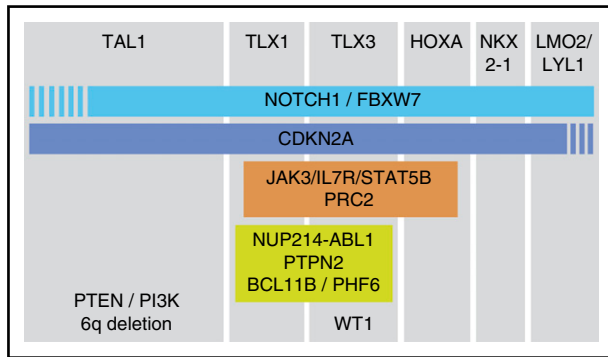 TAL1
TLX1
TLX3
HOXA
NKX
2-1
LMO2/
LYL1
NOTCH1 / FBXW7
CDKN2A
JAK3/IL7R/STAT5B
PRC2
NUP214-ABL1
PTPN2
BCL11B / PHF6
PTEN / PI3K
6q deletion
WT1